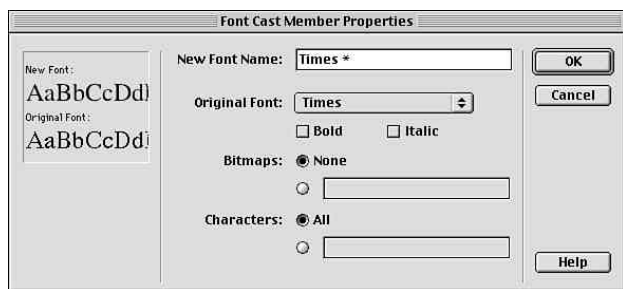 Font Cast Member Properties
New Font:
AaBbCcDd
Original Font:
AaBbCcDd
New Font Name: Times *
Original Font: Times
Bold Italic
Bitmaps: None
Characters: All
OK
Cancel
Help